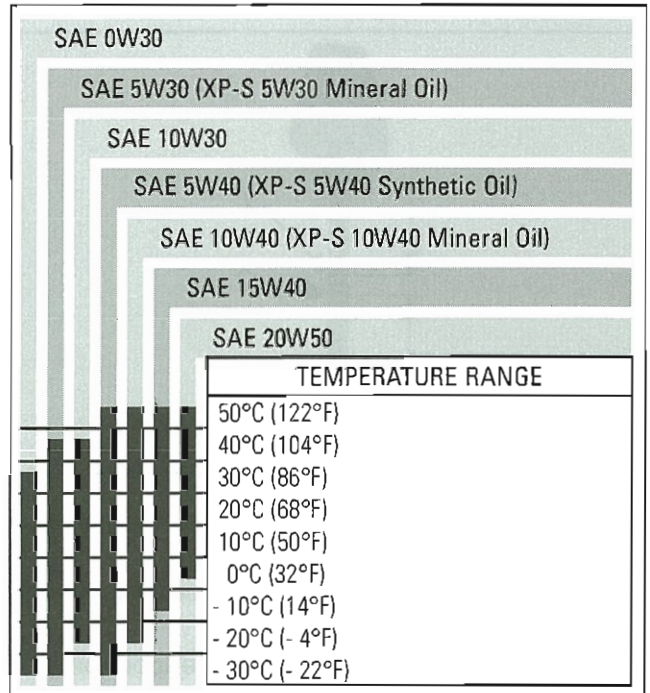 SAE 0W30
SAE 5W30 (XP-S 5W30 Mineral Oil)
SAE 10W30
SAE 5W40 (XP-S 5W40 Synthetic Oil)
SAE 10W40 (XP-S 10W40 Mineral Oil)
SAE 15W40
SAE 20W50
TEMPERATURE RANGE
50°C (122°F)
40°C (104°F)
30°C (86°F)
20°C (68°F)
10°C (50°F)
0°C (32°F)
- 10°C (14°F)
- 20°C (- 4°F)
- 30°C (- 22°F)